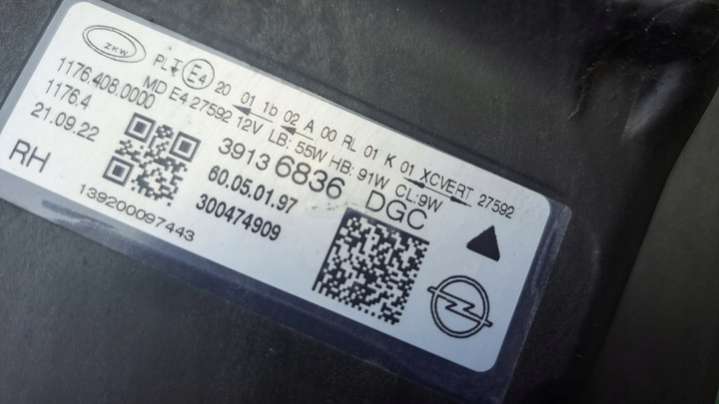 ZKW
PL E4 20 01 1b 02 A 00 RL 01 K 01 XCVERT 27592
1176.408.0000 MD E4 27592 12V LB: 55W HB: 91W CL:9W
1176.4
21.09.22
3913 6836 DGC
RH
60.05.01.97
139200097443
300474909